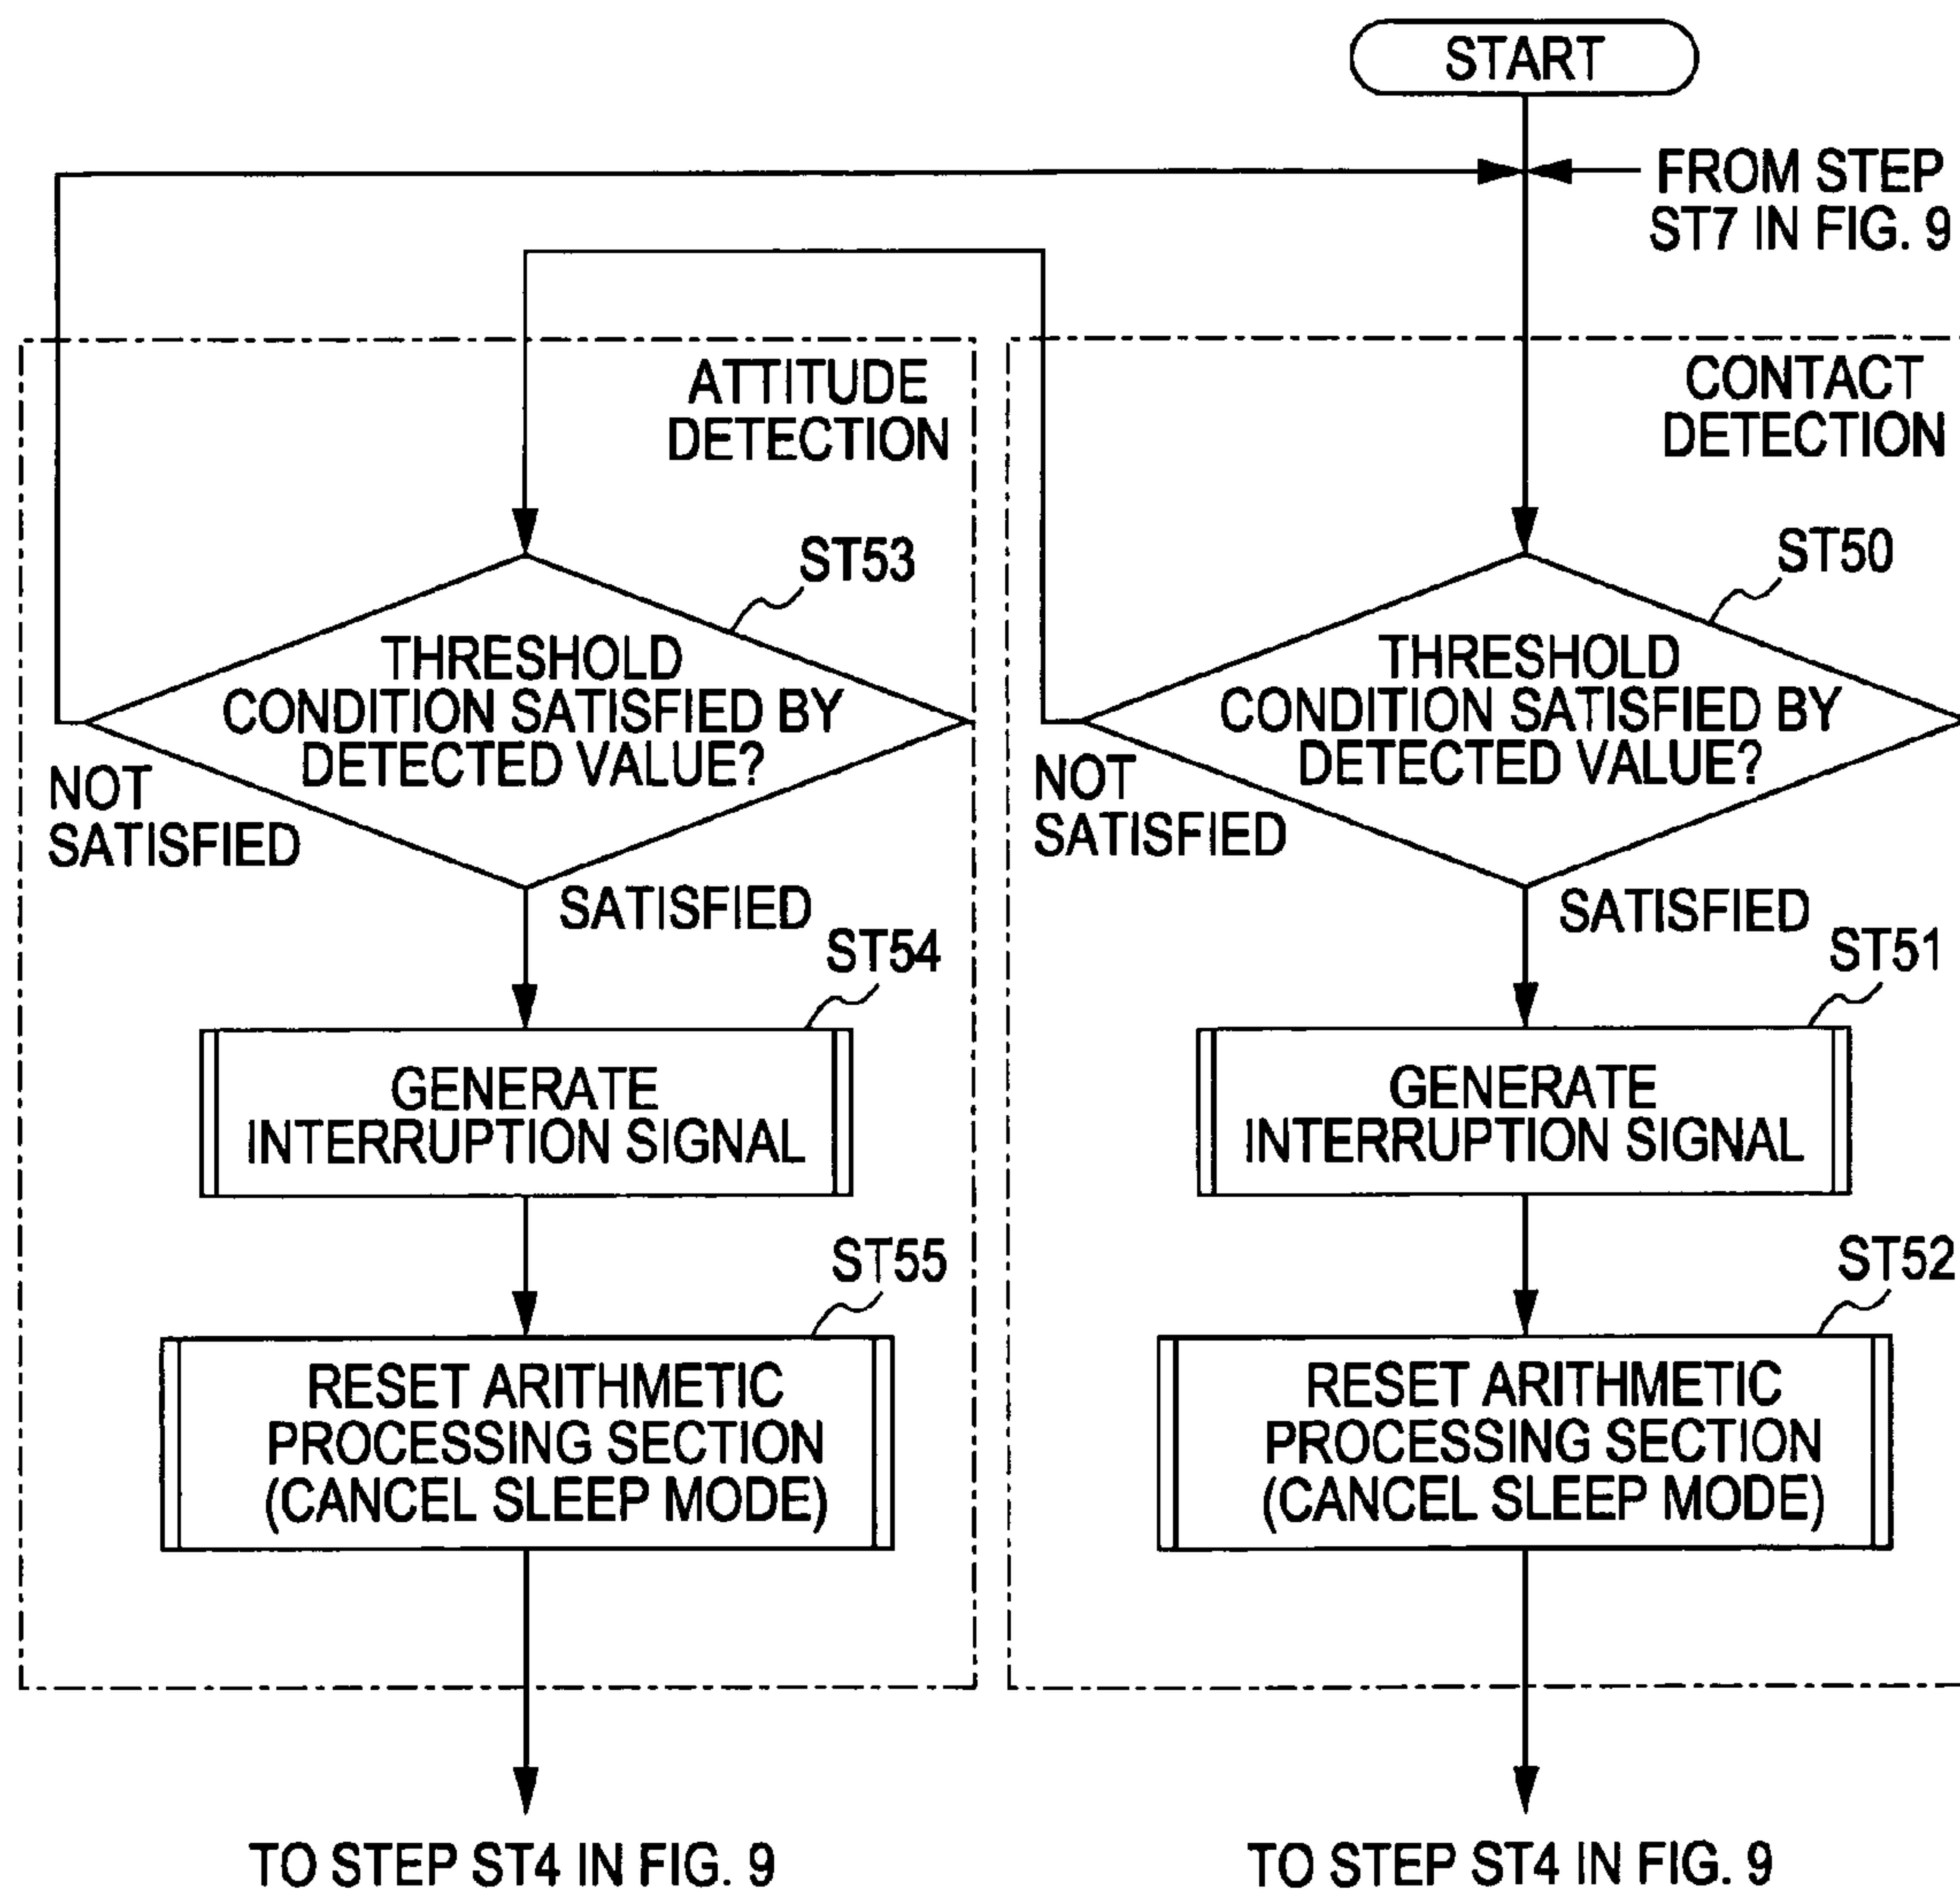 START
FROM STEP
ST7 IN FIG. 9
ATTITUDE
DETECTION
ST53
THRESHOLD
CONDITION SATISFIED BY
DETECTED VALUE?
NOT
SATISFIED
SATISFIED
ST54
GENERATE
INTERRUPTION SIGNAL
ST55
RESET ARITHMETIC
PROCESSING SECTION
(CANCEL SLEEP MODE)
TO STEP ST4 IN FIG. 9
CONTACT
DETECTION
ST50
THRESHOLD
CONDITION SATISFIED BY
DETECTED VALUE?
NOT
SATISFIED
SATISFIED
ST51
GENERATE
INTERRUPTION SIGNAL
ST52
RESET ARITHMETIC
PROCESSING SECTION
(CANCEL SLEEP MODE)
TO STEP ST4 IN FIG. 9